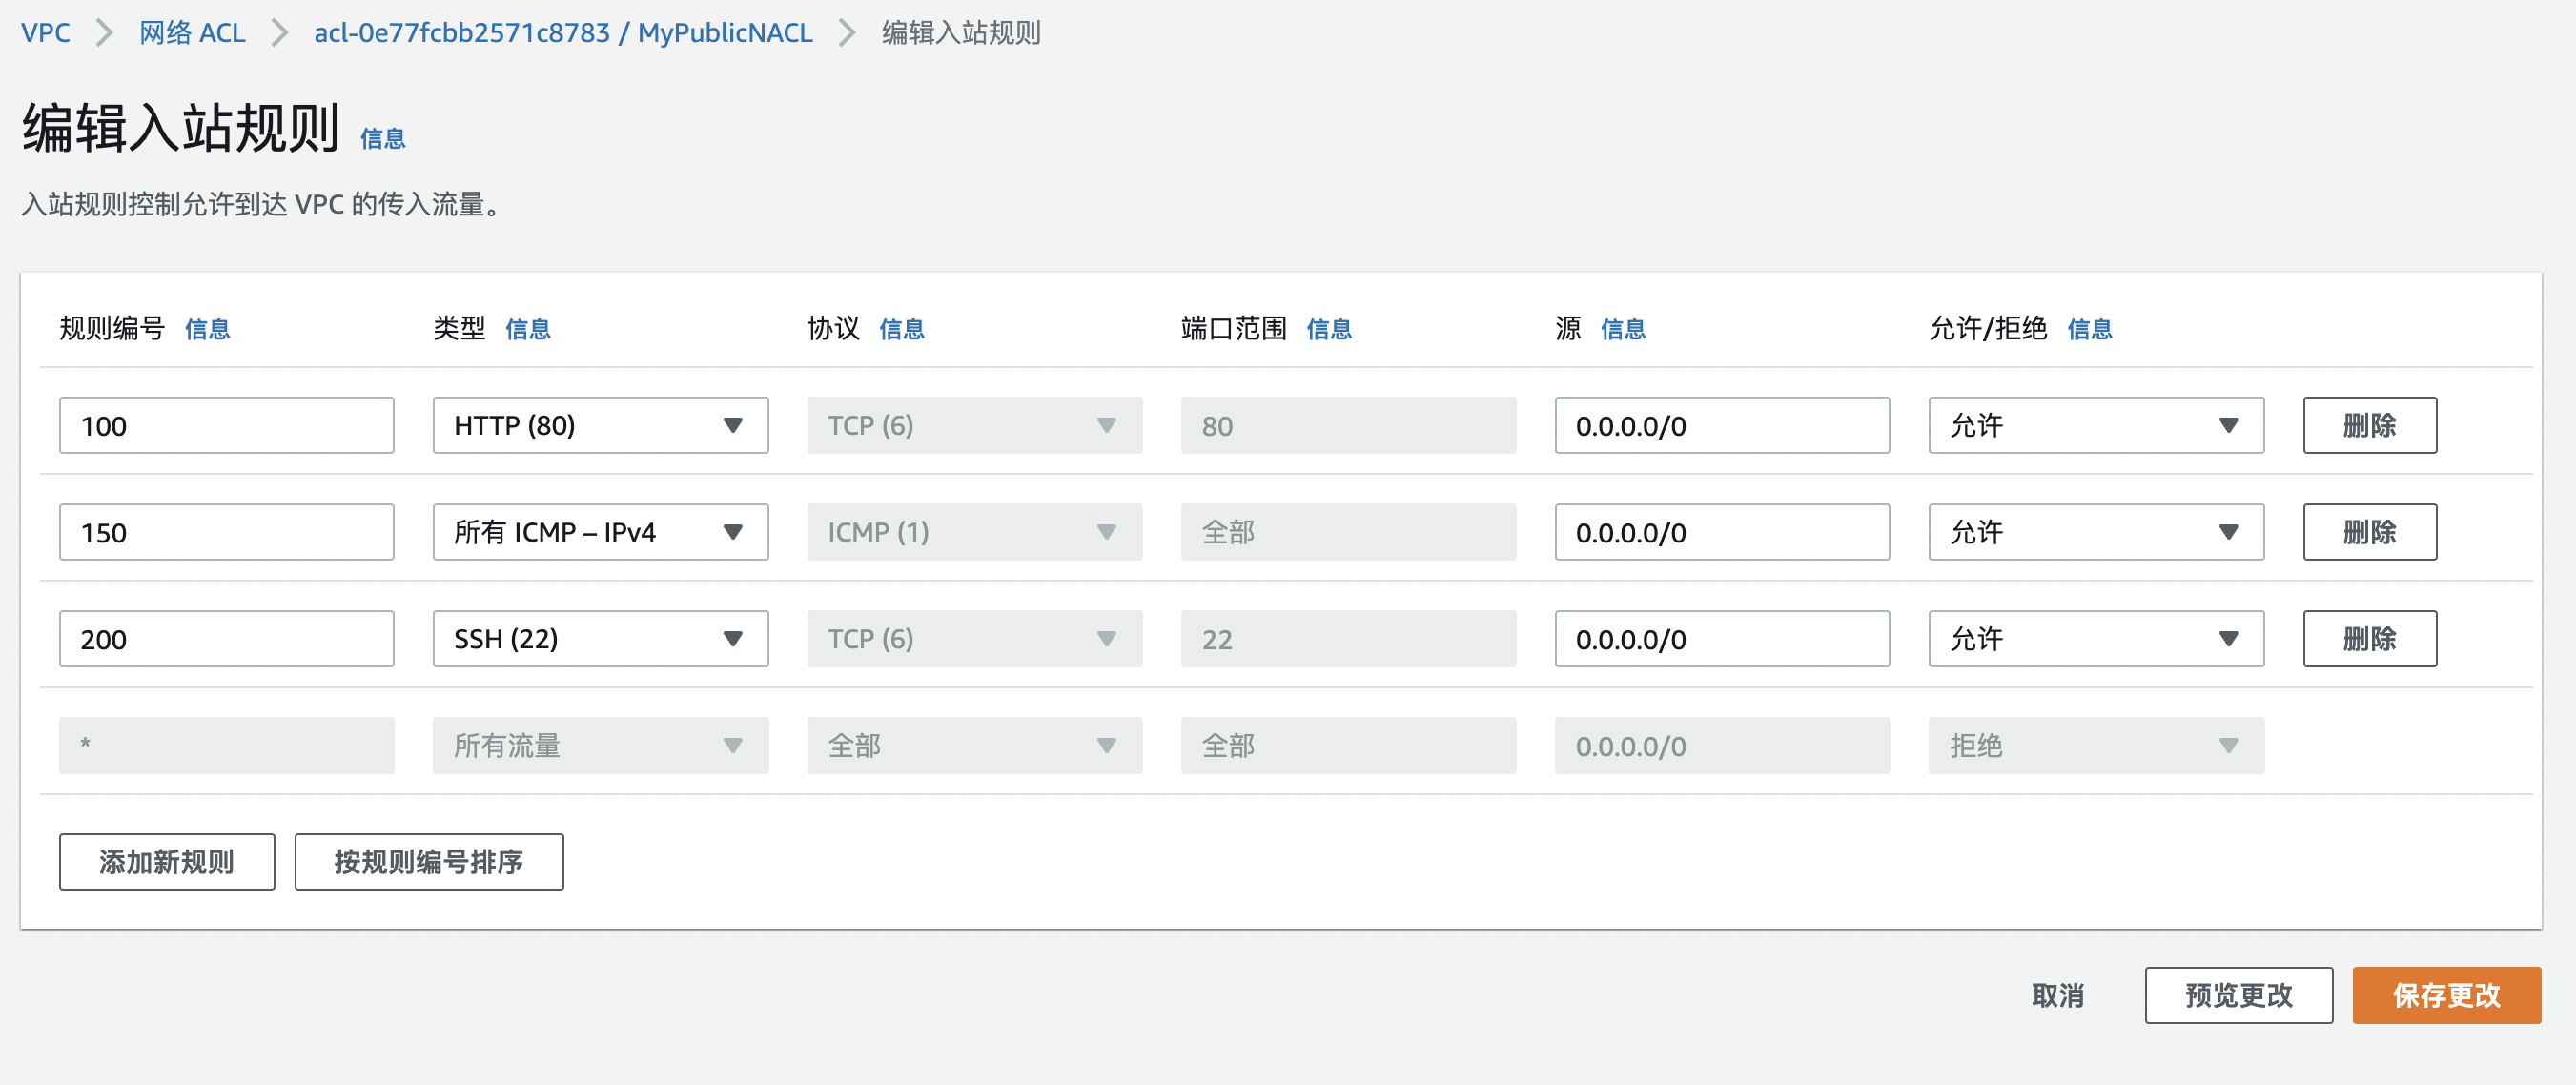 VPC > 网络 ACL > acl-0e77fcbb2571c8783 / MyPublicNACL > 编辑入站规则
编辑入站规则 信息
入站规则控制允许到达 VPC 的传入流量。
规则编号 信息 类型 信息 协议 信息 端口范围 信息 源 信息 允许/拒绝 信息
100 HTTP (80) TCP (6) 80 0.0.0.0/0 允许 删除
150 所有 ICMP – IPv4 ICMP (1) 全部 0.0.0.0/0 允许 删除
200 SSH (22) TCP (6) 22 0.0.0.0/0 允许 删除
* 所有流量 全部 全部 0.0.0.0/0 拒绝
添加新规则 按规则编号排序
取消 预览更改 保存更改